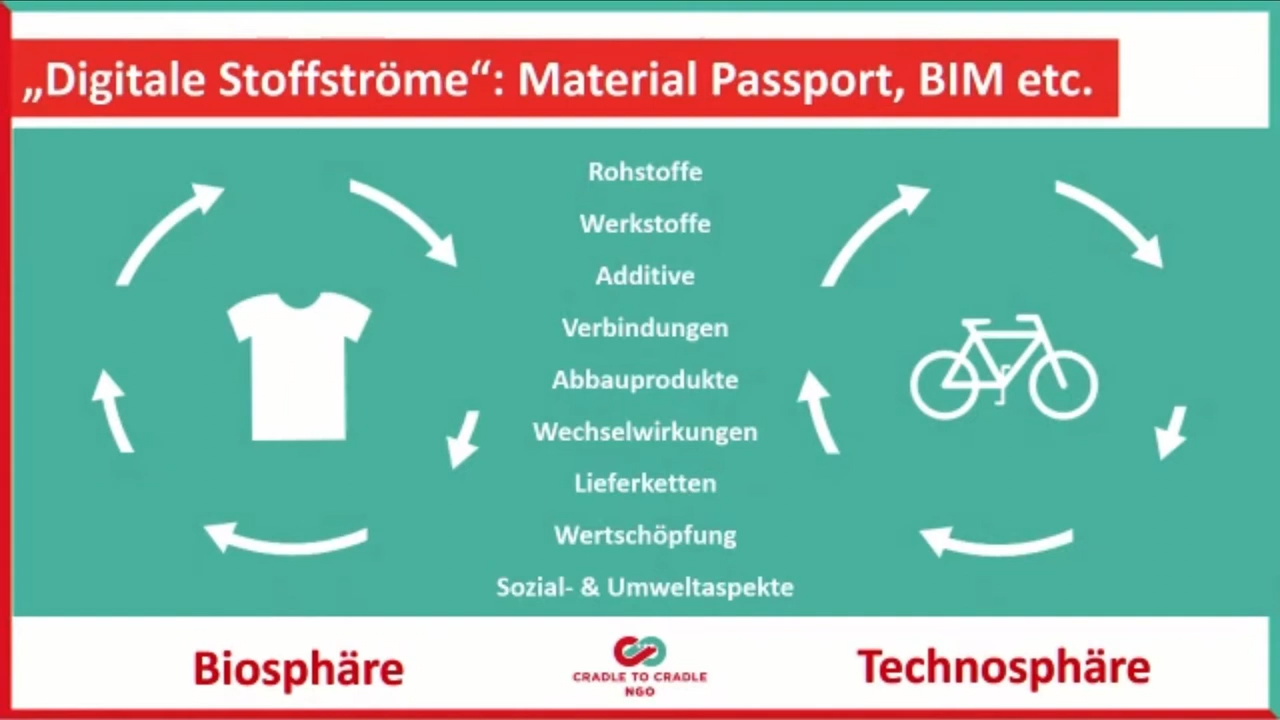 „Digitale Stoffströme“: Material Passport, BIM etc.
Rohstoffe
Werkstoffe
Additive
Verbindungen
Abbauprodukte
Wechselwirkungen
Lieferketten
Wertschöpfung
Sozial- & Umweltaspekte
Biosphäre
CRADLE TO CRADLE
NGO
Technosphäre